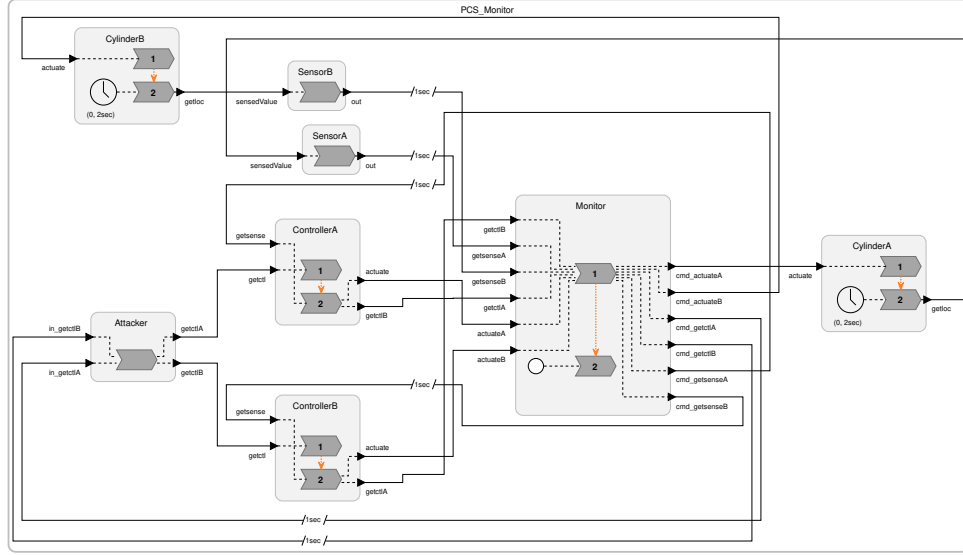 PCS_Monitor
CylinderB
actuate
1
2
(0, 2sec)
getloc
SensorB
sensedValue
out
1sec
SensorA
sensedValue
out
1sec
1sec
ControllerA
getsense
getctl
1
2
actuate
getctlB
Monitor
getctlB
getsenseA
getsenseB
getctlA
actuateA
actuateB
1
2
cmd_actuateA
cmd_actuateB
cmd_getctlA
cmd_getctlB
cmd_getsenseA
cmd_getsenseB
CylinderA
actuate
1
2
(0, 2sec)
getloc
Attacker
in_getctlB
in_getctlA
getctlA
getctlB
1sec
ControllerB
getsense
getctl
1
2
actuate
getctlA
1sec
1sec